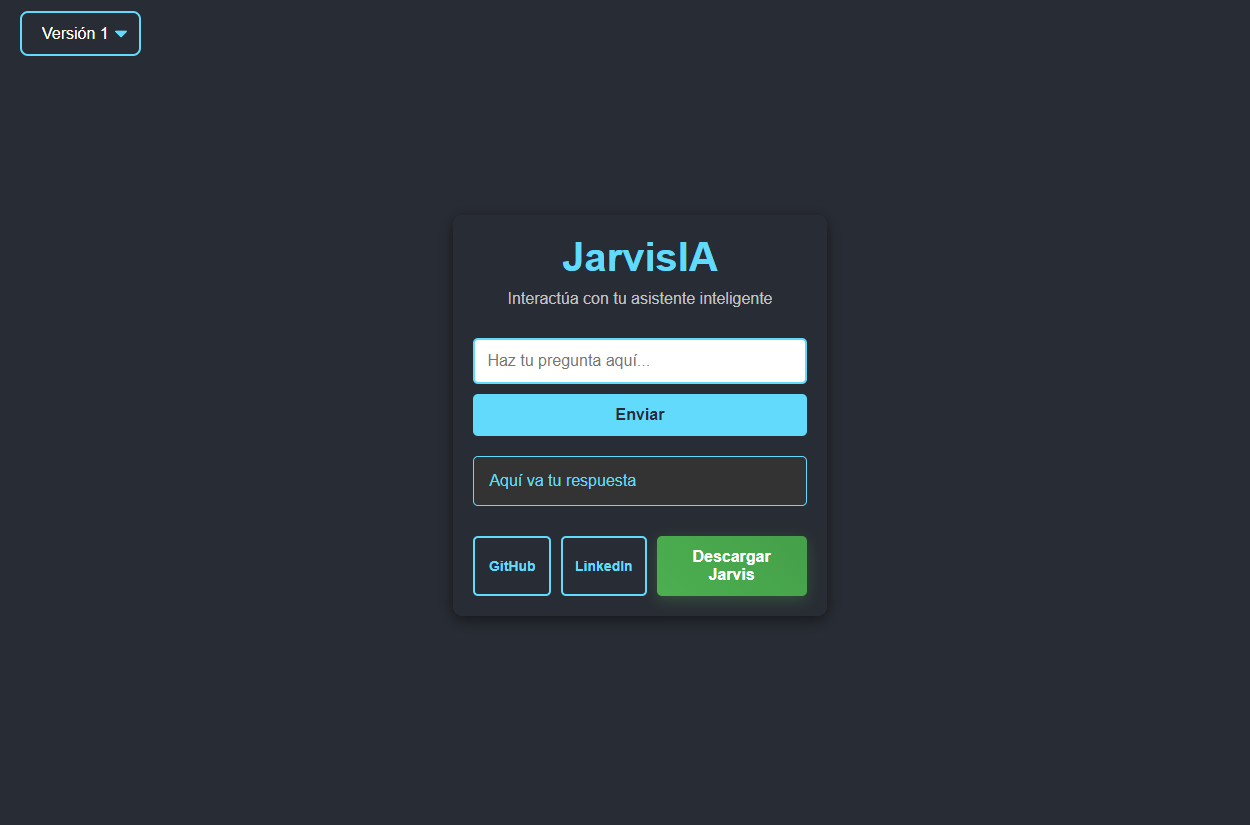 Versión 1
JarvisIA
Interactúa con tu asistente inteligente
Haz tu pregunta aquí...
Enviar
Aquí va tu respuesta
GitHub
LinkedIn
Descargar
Jarvis